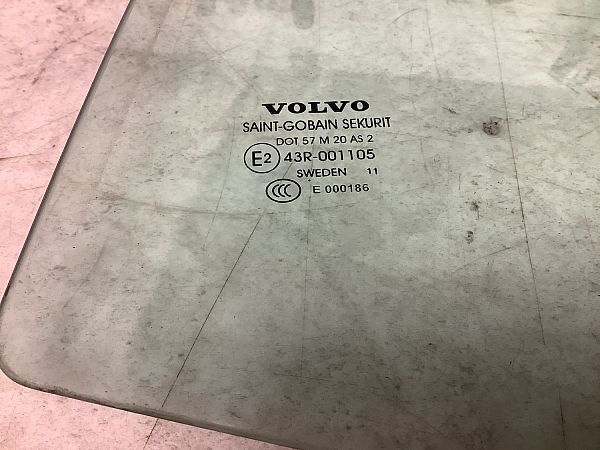 VOLVO
SAINT-GOBAIN SEKURIT
DOT 57 M 20 AS 2
E2 43R-001105
SWEDEN 11
CCC E 000186